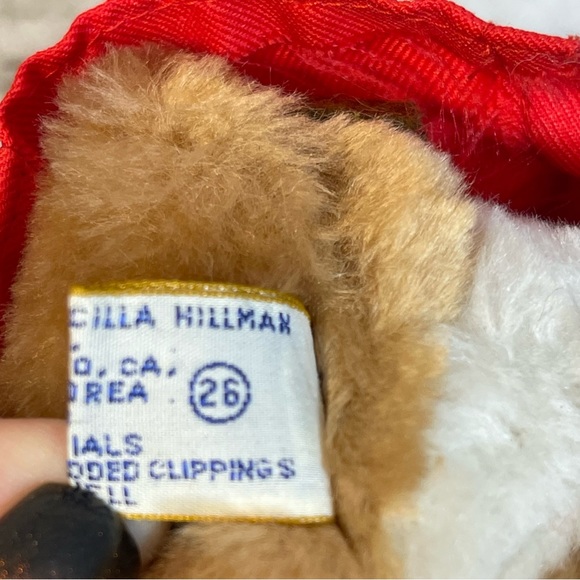 CILLA HILLMAN
O, CA,
OREA 26
IALS
DDED CLIPPINGS
ELL